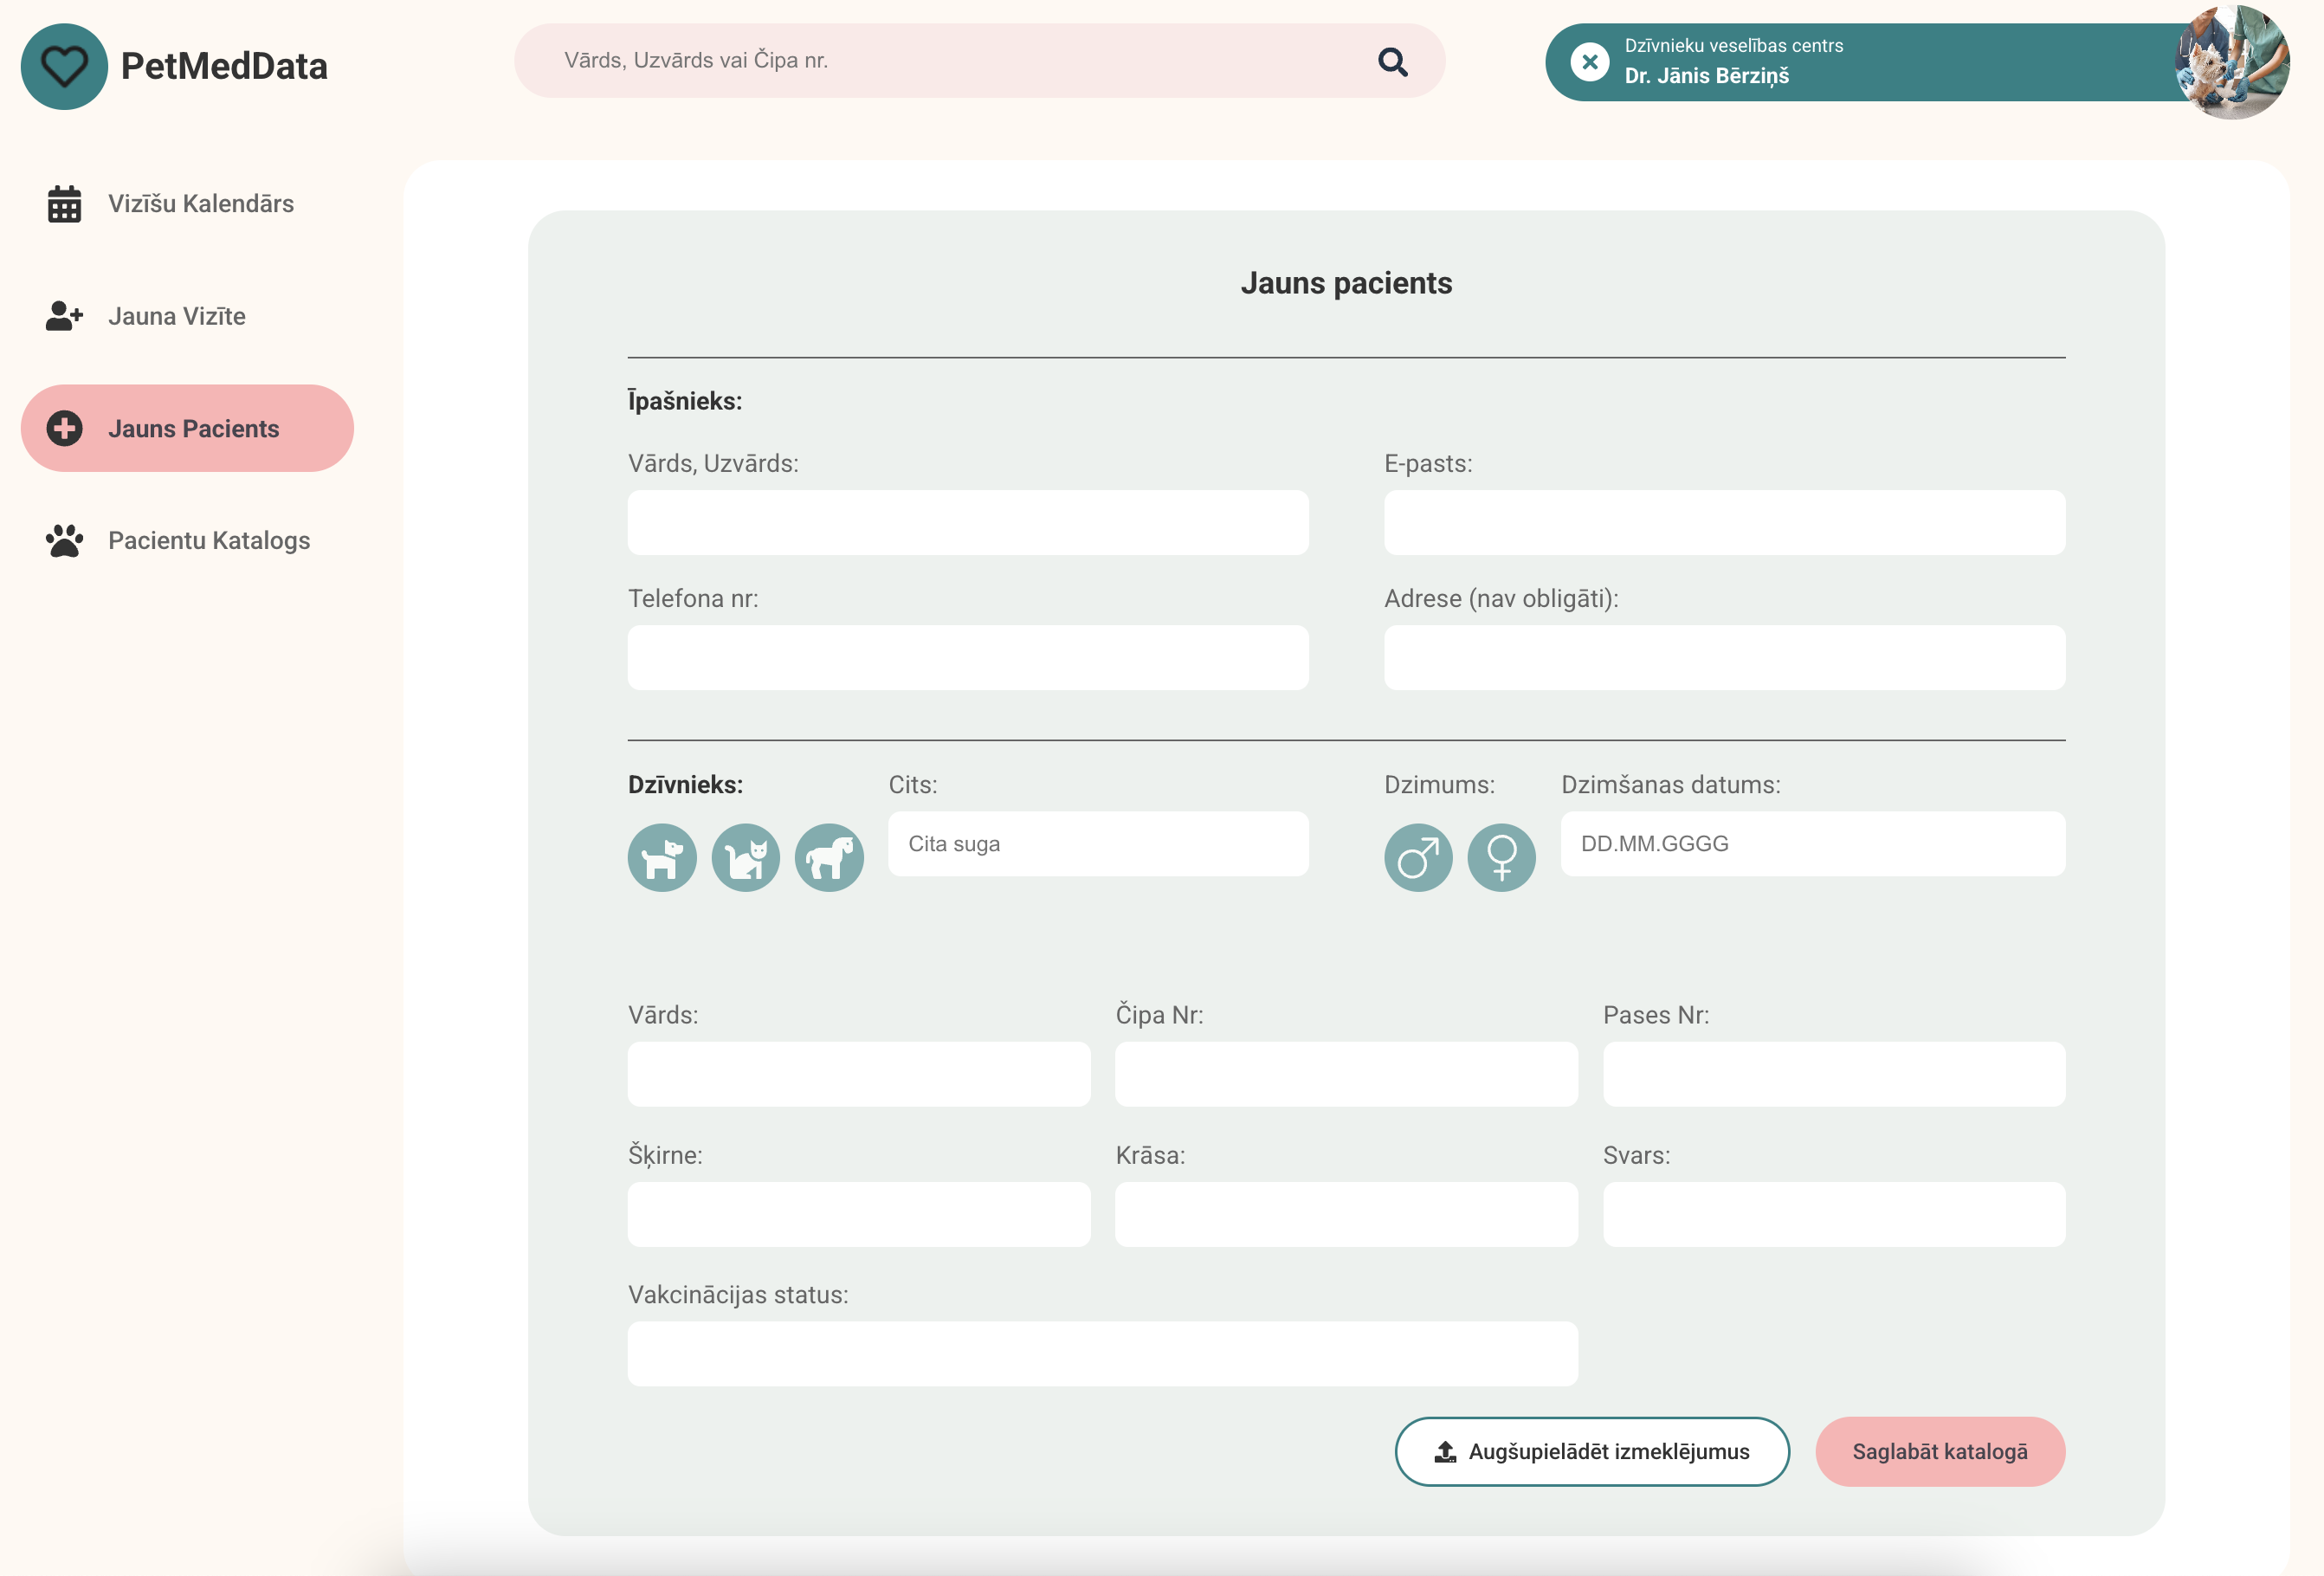 PetMedData
Vārds, Uzvārds vai Čipa nr.
Dzīvnieku veselības centrs
Dr. Jānis Bērziņš
Vizīšu Kalendārs
Jauna Vizīte
Jauns Pacients
Pacientu Katalogs
Jauns pacients
Īpašnieks:
Vārds, Uzvārds: E-pasts:
Telefona nr: Adrese (nav obligāti):
Dzīvnieks: Cits: Dzimums: Dzimšanas datums:
Cita suga DD.MM.GGGG
Vārds: Čipa Nr: Pases Nr:
Šķirne: Krāsa: Svars:
Vakcinācijas status:
Augšupielādēt izmeklējumus Saglabāt katalogā